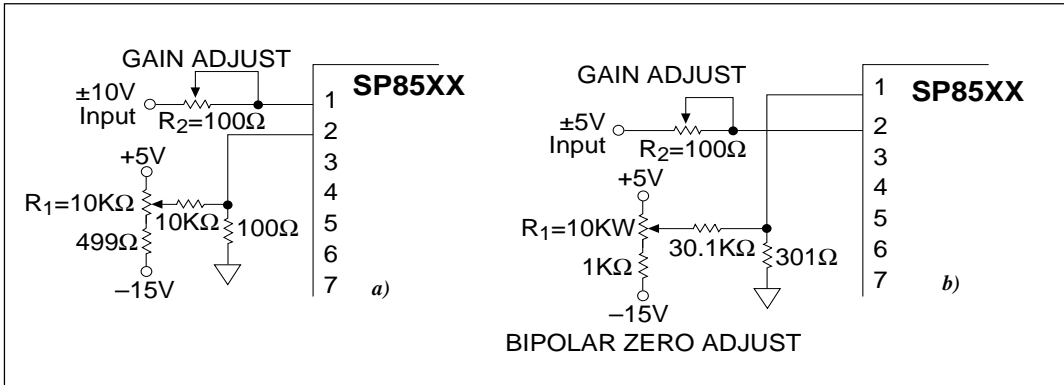 GAIN ADJUST
SP85XX
±10V
Input
R2=100Ω
1
2
3
4
5
6
7
+5V
R1=10KΩ
10KΩ
100Ω
499Ω
–15V
a)
GAIN ADJUST
SP85XX
±5V
Input
R2=100Ω
1
2
3
4
5
6
7
+5V
R1=10KW
30.1KΩ
301Ω
1KΩ
–15V
b)
BIPOLAR ZERO ADJUST